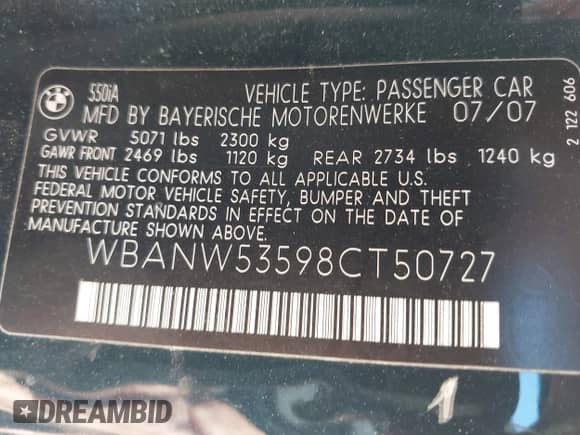 BMW
550iA
VEHICLE TYPE: PASSENGER CAR
MFD BY BAYERISCHE MOTORENWERKE 07/07
GVWR 5071 lbs 2300 kg
GAWR FRONT 2469 lbs 1120 kg REAR 2734 lbs 1240 kg
THIS VEHICLE CONFORMS TO ALL APPLICABLE U.S.
FEDERAL MOTOR VEHICLE SAFETY, BUMPER AND THEFT
PREVENTION STANDARDS IN EFFECT ON THE DATE OF
MANUFACTURE SHOWN ABOVE.
WBANW53598CT50727
2 122 606
1
DREAMBID